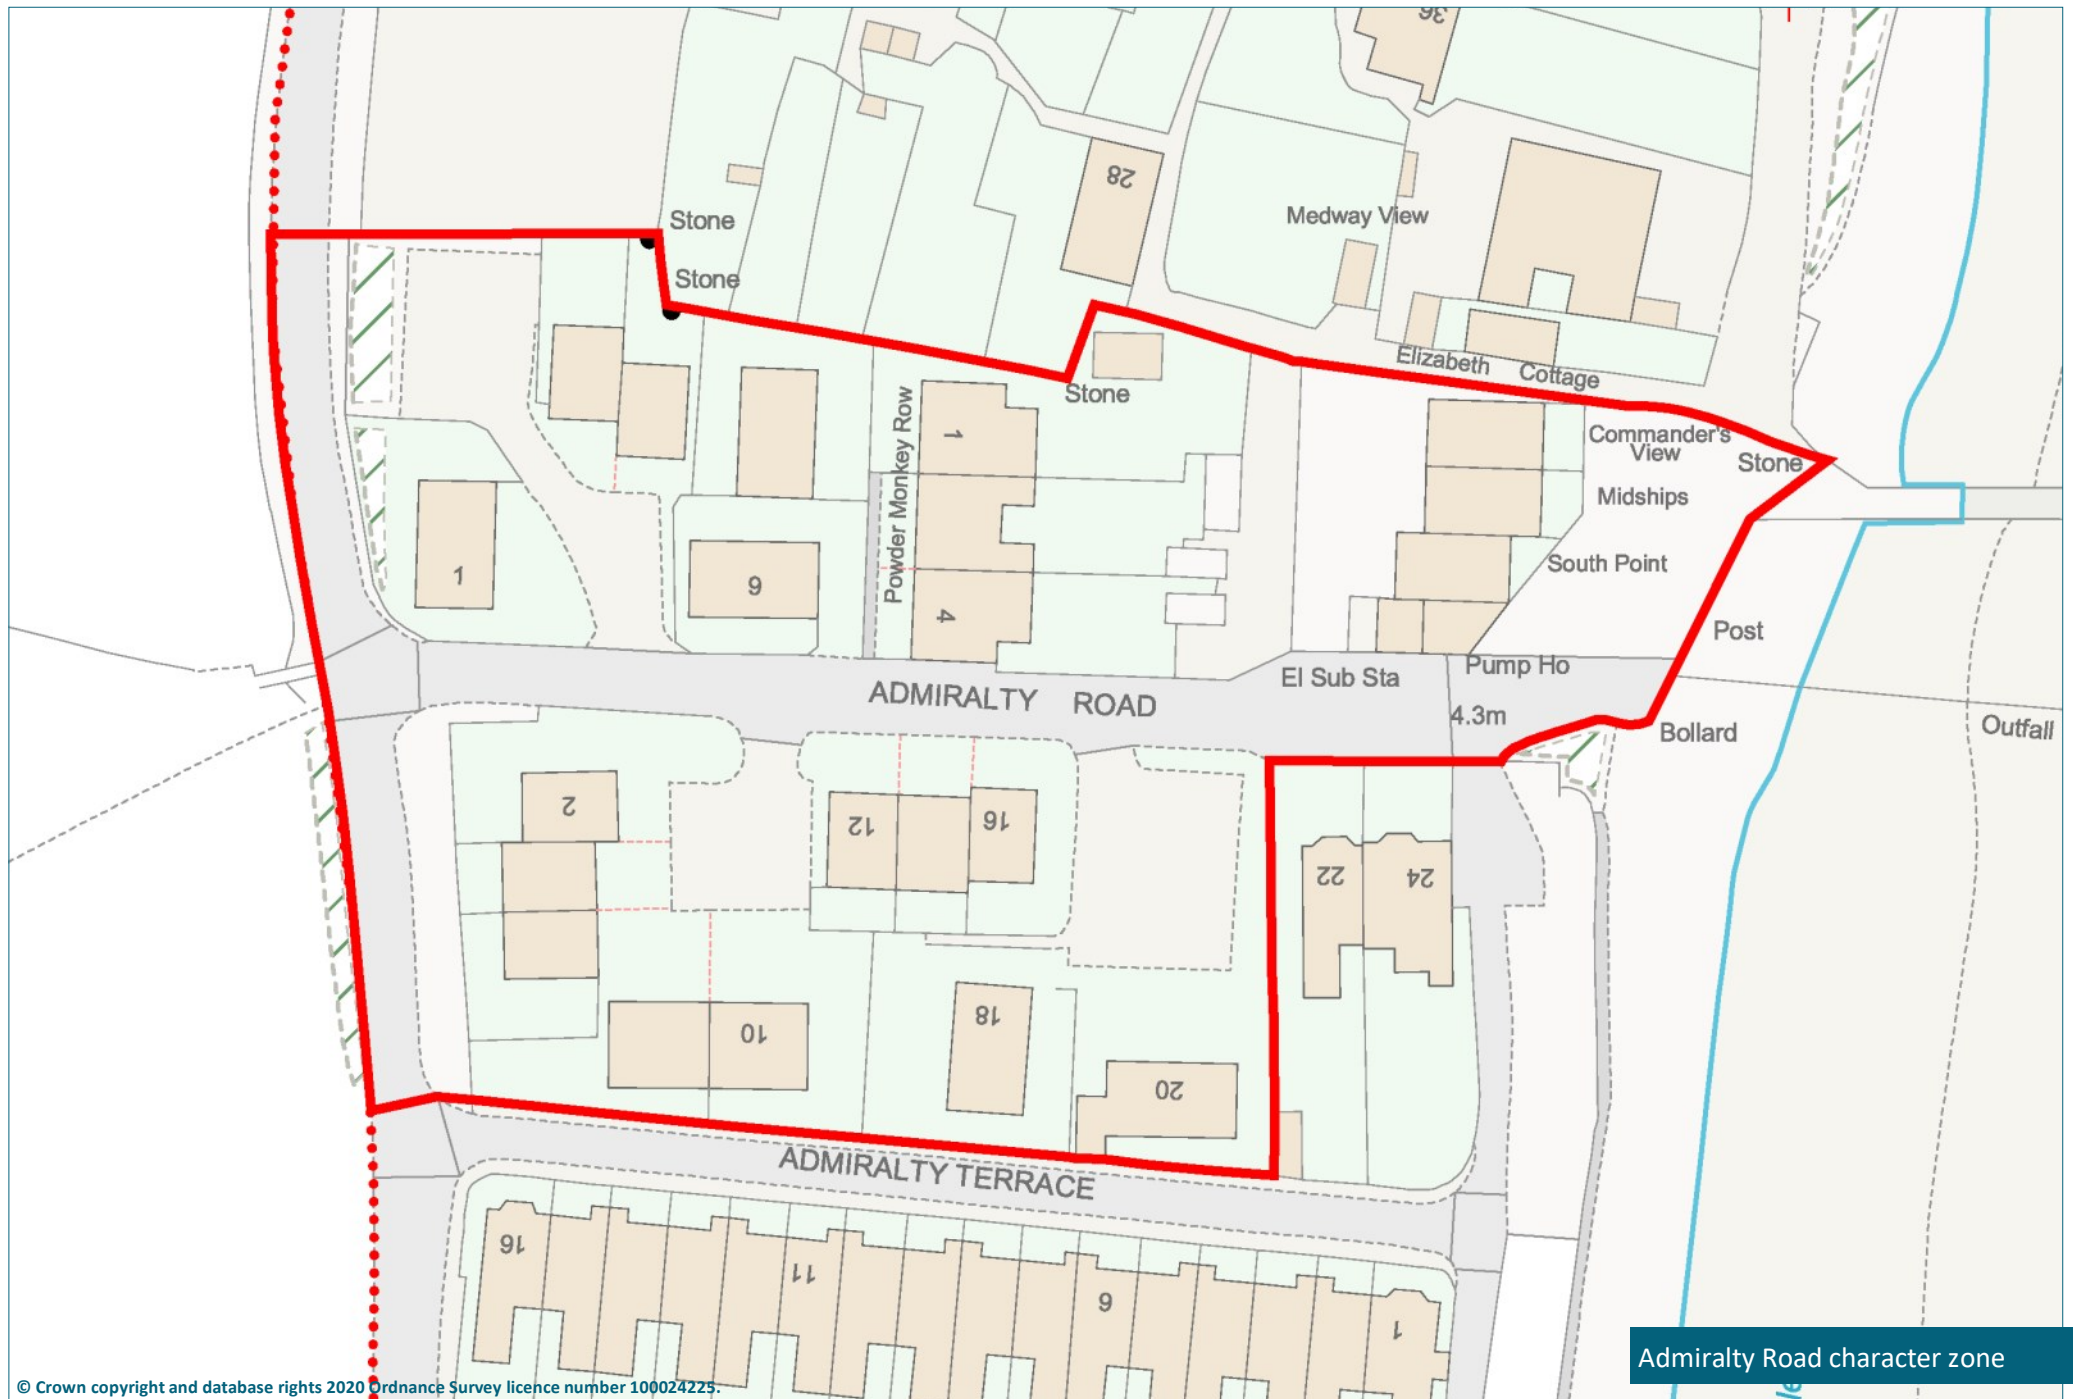 36
28
Stone
Medway View
Stone
Elizabeth Cottage
Stone
Powder Monkey Row
1
Commander's
View
Stone
Midships
South Point
1
9
4
Post
Pump Ho
El Sub Sta
ADMIRALTY ROAD
4.3m
Bollard
Outfall
2
12
16
22
24
10
18
20
ADMIRALTY TERRACE
16
11
9
1
Admiralty Road character zone
© Crown copyright and database rights 2020 Ordnance Survey licence number 100024225.